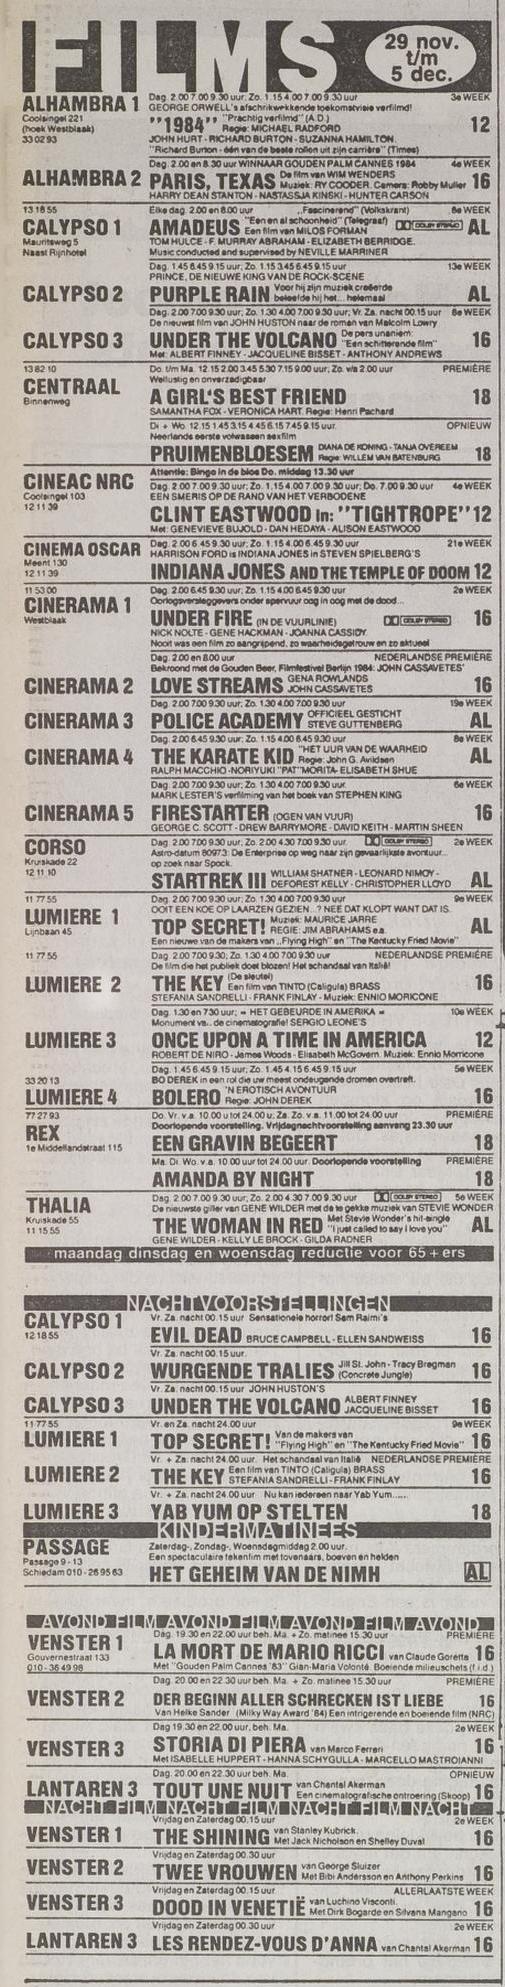 FILMS
29 nov.
t/m
5 dec.
ALHAMBRA 1
Coolsingel 221
(hoek Westblaak)
33 02 93
Dag. 2.00 7.00 9.30 uur; Zo. 1.15 4.00 7.00 9.30 uur 3e WEEK
GEORGE ORWELL's afschrikwekkende toekomstvisie verfilmd!
"1984" "Prachtig verfilmd" (A.D.) 12
Regie: MICHAEL RADFORD
JOHN HURT - RICHARD BURTON - SUZANNA HAMILTON.
"Richard Burton - één van de beste rollen uit zijn carrière" (Times)
Dag. 2.00 en 8.30 uur WINNAAR GOUDEN PALM CANNES 1984 4e WEEK
ALHAMBRA 2 PARIS, TEXAS De film van WIM WENDERS 16
Muziek: RY COODER. Camera: Robby Muller
HARRY DEAN STANTON - NASTASSJA KINSKI - HUNTER CARSON
13 18 55
CALYPSO 1
Mauritsweg 5
Naast Rijnhotel
Elke dag. 2.00 en 8.00 uur „Fascinerend" (Volkskrant) 8e WEEK
AMADEUS "Een en al schoonheid" (Telegraaf) DOLBY STEREO AL
Een film van MILOS FORMAN
TOM HULCE - F. MURRAY ABRAHAM - ELIZABETH BERRIDGE.
Music conducted and supervised by NEVILLE MARRINER
Dag. 1.45 6.45 9.15 uur; Zo. 1.15 3.45 6.45 9.15 uur 13e WEEK
PRINCE, DE NIEUWE KING VAN DE ROCK-SCENE
CALYPSO 2 PURPLE RAIN Voor hij zijn muziek creëerde AL
beleefde hij het... helemaal
Dag. 2.00 7.00 9.30 uur; Zo. 1.30 4.00 7.00 9.30 uur; Vr. Za. nacht 00.15 uur 8e WEEK
De nieuwst film van JOHN HUSTON naar de roman van Malcolm Lowry
CALYPSO 3 UNDER THE VOLCANO De pers unaniem: 16
"Een schitterende film"
Met: ALBERT FINNEY - JACQUELINE BISSET - ANTHONY ANDREWS
13 82 10
CENTRAAL
Binnenweg
Do. t/m Ma. 12.15 2.00 3.45 5.30 7.15 9.00 uur; Zo. v/a 2.00 uur PREMIÈRE
Wellustig en onverzadigbaar
A GIRL'S BEST FRIEND 18
SAMANTHA FOX - VERONICA HART. Regie: Henri Pachard
Di + Wo. 12.15 1.45 3.15 4.45 6.15 7.45 9.15 uur OPNIEUW
Neerlands eerste volwassen sexfilm
PRUIMENBLOESEM DIANA DE KONING - TANJA OVEREEM 18
Regie: WILLEM VAN BATENBURG
Attentie: Bingo in de bios Do. middag 13.30 uur
CINEAC NRC
Coolsingel 103
12 11 39
Dag. 2.00 7.00 9.30 uur; Zo. 1.15 4.00 7.00 9.30 uur; Do. 7.00 9.30 uur 4e WEEK
EEN SMERIS OP DE RAND VAN HET VERBODENE
CLINT EASTWOOD in: "TIGHTROPE" 12
Met: GENEVIEVE BUJOLD - DAN HEDAYA - ALISON EASTWOOD
CINEMA OSCAR
Meent 130
12 11 39
Dag. 2.00 6.45 9.30 uur; Zo. 1.15 4.00 6.45 9.30 uur 21e WEEK
HARRISON FORD is INDIANA JONES in STEVEN SPIELBERG'S
INDIANA JONES AND THE TEMPLE OF DOOM 12
11 53 00
CINERAMA 1
Westblaak
Dag. 2.00 6.45 9.30 uur; Zo. 1.30 4.00 6.45 9.30 uur 2e WEEK
Oorlogsverslaggevers onder spervuur oog in oog met de dood...
UNDER FIRE (IN DE VUURLINIE) DOLBY STEREO 16
NICK NOLTE - GENE HACKMAN - JOANNA CASSIDY.
Nooit was een film zo aangrijpend, zo waarheidsgetrouw en zo aktueel
Dag. 2.00 en 8.00 uur NEDERLANDSE PREMIÈRE
Bekroond met de Gouden Beer, Filmfestivel Berlijn 1984: JOHN CASSAVETES'
CINERAMA 2 LOVE STREAMS GENA ROWLANDS 16
JOHN CASSAVETES
Dag. 2.00 7.00 9.30 uur; Zo. 1.30 4.00 7.00 9.30 uur 19e WEEK
CINERAMA 3 POLICE ACADEMY OFFICIEEL GESTICHT AL
STEVE GUTTENBERG
Dag. 2.00 6.45 9.30 uur; Zo. 1.15 4.00 6.45 9.30 uur 8e WEEK
CINERAMA 4 THE KARATE KID "HET UUR VAN DE WAARHEID AL
Regie: John G. Avildsen
RALPH MACCHIO - NORIYUKI "PAT" MORITA - ELISABETH SHUE
Dag. 2.00 7.00 9.30 uur; Zo. 1.30 4.00 7.00 9.30 uur. 6e WEEK
MARK LESTER's verfilming van het boek van STEPHEN KING
CINERAMA 5 FIRESTARTER (OGEN VAN VUUR) 16
GEORGE C. SCOTT - DREW BARRYMORE - DAVID KEITH - MARTIN SHEEN
CORSO
Kruiskade 22
12 11 10
Dag. 2.00 7.00 9.30 uur; Zo. 2.00 4.30 7.00 9.30 uur. DOLBY STEREO 2e WEEK
Astro-datum 8097.3: De Enterprise op weg naar zijn gevaarlijkste avontuur...
op zoek naar Spock.
STARTREK III WILLIAM SHATNER - LEONARD NIMOY - AL
DEFOREST KELLY - CHRISTOPHER LLOYD
11 77 55
LUMIERE 1
Lijnbaan 45
Dag. 2.00 7.00 9.30 uur; Zo. 1.30 4.00 7.00 9.30 uur 9e WEEK
OOIT EEN KOE OP LAARZEN GEZIEN..? NEE DAT KLOPT WANT DAT IS.
TOP SECRET! Muziek: MAURICE JARRE AL
REGIE: JIM ABRAHAMS e.a.
Een nieuwe van de makers van „Flying High" en "The Kentucky Fried Movie"
11 77 55
Dag. 2.00 7.00 9.30; Zo. 1.30 4.00 7.00 9.30 uur NEDERLANDSE PREMIÈRE
De film die het publiek doet blozen! Het schandaal van Italië!
LUMIERE 2 THE KEY (De sleutel) 16
Een film van TINTO (Caligula) BRASS
STEFANIA SANDRELLI - FRANK FINLAY - Muziek: ENNIO MORICONE
Dag. 1.30 en 7.30 uur; = HET GEBEURDE IN AMERIKA = 10e WEEK
Monument va.. de cinematografie! SERGIO LEONE'S
LUMIERE 3 ONCE UPON A TIME IN AMERICA 12
ROBERT DE NIRO - James Woods - Elisabeth McGovern. Muziek: Ennio Morricone
Dag. 1.45 6.45 9.15 uur; Zo. 1.45 4.15 6.45 9.15 uur 5e WEEK
33 20 13 BO DEREK in een rol die uw meest ondeugende dromen overtreft.
LUMIERE 4 BOLERO 'N EROTISCH AVONTUUR 16
Regie: JOHN DEREK
77 27 93
REX
1e Middellandstraat 115
Do. Vr. v.a. 10.00 u tot 24.00 u; Za. Zo. v.a. 11.00 tot 24.00 uur PREMIÈRE
Doorlopende voorstelling. Vrijdagnachtvoorstelling aanvang 23.30 uur
EEN GRAVIN BEGEERT 18
Ma. Di. Wo. v.a. 10.00 uur tot 24.00 uur. Doorlopende voorstelling PREMIÈRE
AMANDA BY NIGHT 18
THALIA
Kruiskade 55
11 15 55
Dag. 2.00 7.00 9.30 uur; Zo. 2.00 4.30 7.00 9.30 uur DOLBY STEREO 5e WEEK
De nieuwste giller van GENE WILDER met de te gekke muziek van STEVIE WONDER
THE WOMAN IN RED Met Stevie Wonder's hit-single AL
"I just called to say I love you"
GENE WILDER - KELLY LE BROCK - GILDA RADNER
maandag dinsdag en woensdag reductie voor 65+ers
NACHTVOORSTELLINGEN
CALYPSO 1
12 18 55
Vr. Za. nacht 00.15 uur Sensationele horror! Sam Raimi's
EVIL DEAD BRUCE CAMPBELL - ELLEN SANDWEISS 16
Vr. Za. nacht 00.15 uur.
CALYPSO 2 WURGENDE TRALIES Jill St. John - Tracy Bregman 16
(Concrete Jungle)
Vr. Za. nacht 00.15 uur JOHN HUSTON'S
CALYPSO 3 UNDER THE VOLCANO ALBERT FINNEY 16
JACQUELINE BISSET
11 77 55 Vr. en Za. nacht 24.00 uur 9e WEEK
LUMIERE 1 TOP SECRET! Van de makers van 16
"Flying High" en "The Kentucky Fried Movie"
Vr. + Za. nacht 24.00 uur. Het schandaal van Italië NEDERLANDSE PREMIÈRE
LUMIERE 2 THE KEY Een film van TINTO (Caligula) BRASS 16
STEFANIA SANDRELLI - FRANK FINLAY
Vr. + Za. nacht 24.00 uur Nu kan iedereen naar Yab Yum.....
LUMIERE 3 YAB YUM OP STELTEN 18
KINDERMATINEES
PASSAGE
Passage 9 - 13
Schiedam 010 - 26 95 63
Zaterdag-, Zondag-, Woensdagmiddag 2.00 uur.
Een spectaculaire tekenfilm met tovenaars, boeven en helden
HET GEHEIM VAN DE NIMH AL
AVOND FILM AVOND FILM AVOND FILM AVOND
VENSTER 1
Gouvernestraat 133
010 - 36 49 98
Dag. 19.30 en 22.00 uur beh. Ma. + Zo. matinee 15.30 uur PREMIÈRE
LA MORT DE MARIO RICCI van Claude Goretta 16
Met "Gouden Palm Cannes '83" Gian-Maria Volonté. Boeiende milieuschets (f.i.d.)
Dag. 20.00 en 22.30 uur beh. Ma. + Zo. matinee 15.30 uur PREMIÈRE
VENSTER 2 DER BEGINN ALLER SCHRECKEN IST LIEBE 16
Van Helke Sander (Milky Way Award '84) Een intrigerende en boeiende film (NRC)
Dag 19.30 en 22.00 uur. beh. Ma. 2e WEEK
VENSTER 3 STORIA DI PIERA van Marco Ferreri 16
Met ISABELLE HUPPERT - HANNA SCHYGULLA - MARCELLO MASTROIANNI
Dag. 20.00 en 22.30 uur beh. Ma. OPNIEUW
LANTAREN 3 TOUT UNE NUIT van Chantal Akerman 16
Een cinematografische ontroering (Skoop)
NACHT FILM NACHT FILM NACHT FILM NACHT
Vrijdag en Zaterdag 00.15 uur 2e WEEK
VENSTER 1 THE SHINING van Stanley Kubrick. 16
Met Jack Nicholson en Shelley Duval
Vrijdag en Zaterdag 00.30 uur
VENSTER 2 TWEE VROUWEN van George Sluizer 16
Met Bibi Andersson en Anthony Perkins
Vrijdag en Zaterdag 00.15 uur. ALLERLAATSTE WEEK
VENSTER 3 DOOD IN VENETIË van Luchino Visconti. 16
Met Dirk Bogarde en Silvana Mangano
Vrijdag en Zaterdag 00.30 uur 2e WEEK
LANTAREN 3 LES RENDEZ-VOUS D'ANNA van Chantal Akerman 16